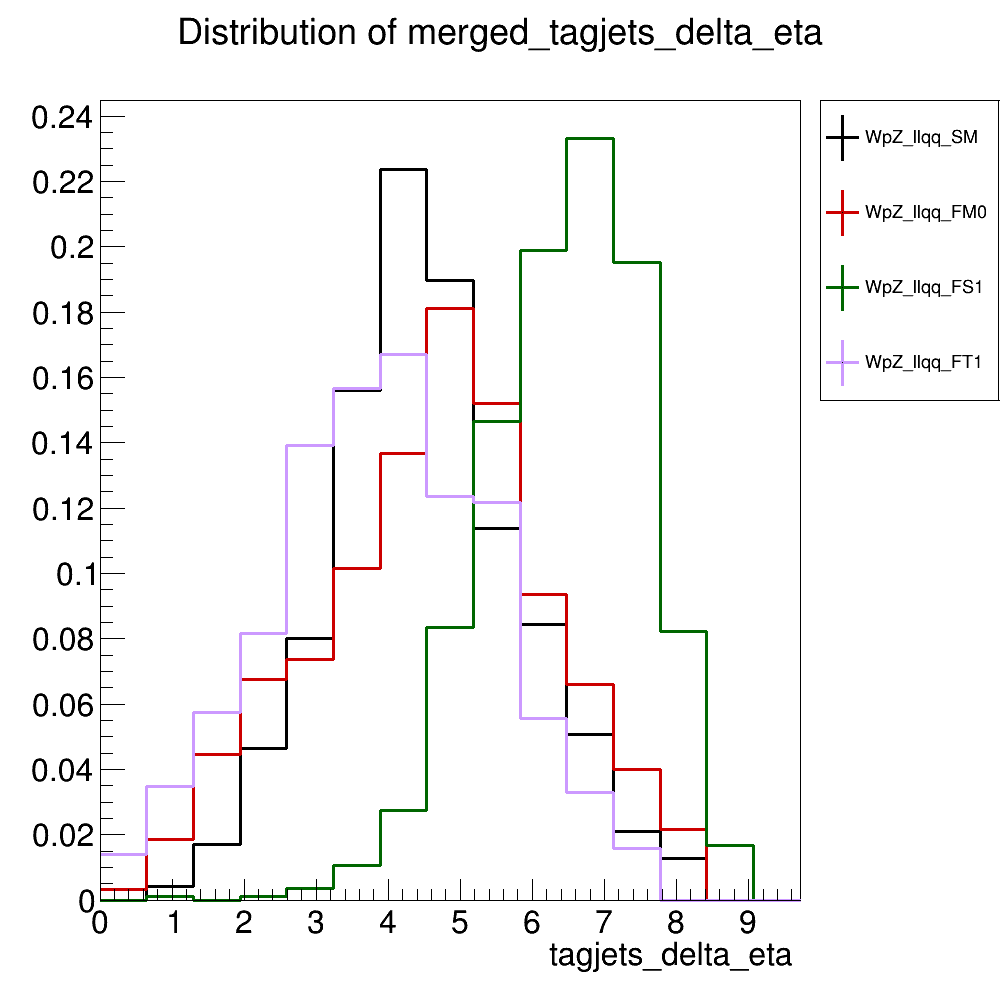 Distribution of merged_tagjets_delta_eta
0.24
0.22
0.2
0.18
0.16
0.14
0.12
0.1
0.08
0.06
0.04
0.02
0
0 1 2 3 4 5 6 7 8 9
tagjets_delta_eta
WpZ_llqq_SM
WpZ_llqq_FM0
WpZ_llqq_FS1
WpZ_llqq_FT1